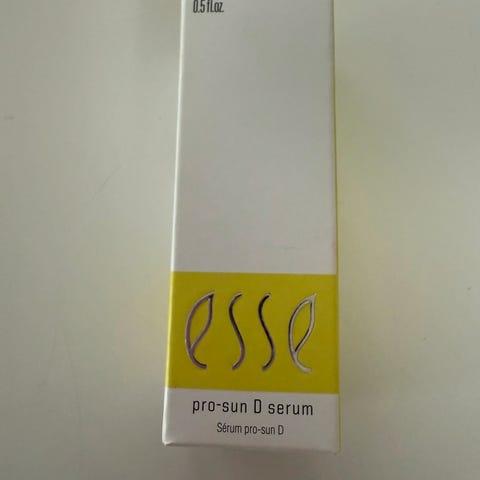 0.5 fl.oz.
esse
pro-sun D serum
Sérum pro-sun D